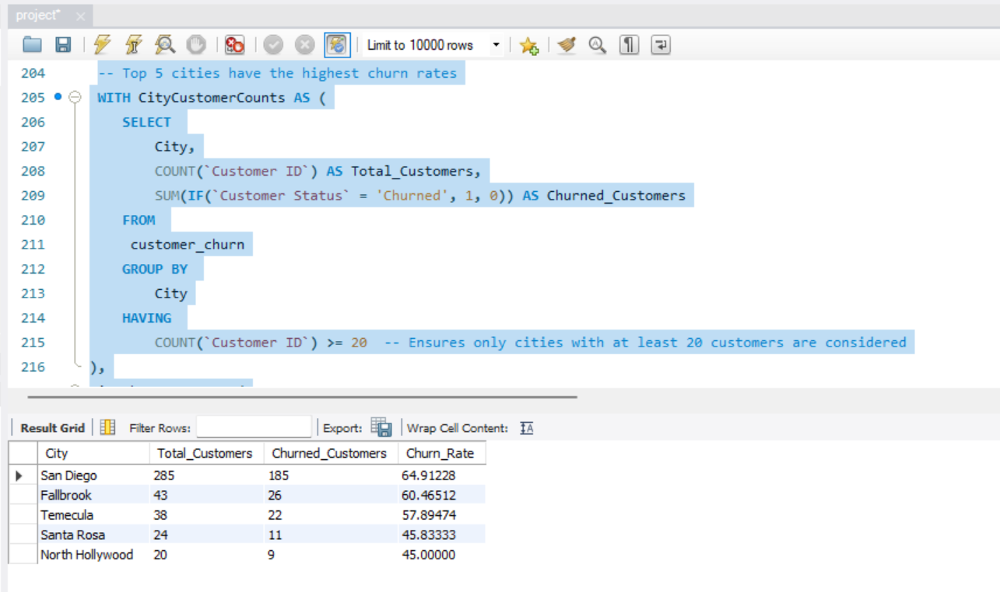 project*
Limit to 10000 rows
204 -- Top 5 cities have the highest churn rates
205 WITH CityCustomerCounts AS (
206 SELECT
207 City,
208 COUNT(`Customer ID`) AS Total_Customers,
209 SUM(IF(`Customer Status` = 'Churned', 1, 0)) AS Churned_Customers
210 FROM
211 customer_churn
212 GROUP BY
213 City
214 HAVING
215 COUNT(`Customer ID`) >= 20 -- Ensures only cities with at least 20 customers are considered
216 ),
Result Grid Filter Rows: Export: Wrap Cell Content:
City Total_Customers Churned_Customers Churn_Rate
San Diego 285 185 64.91228
Fallbrook 43 26 60.46512
Temecula 38 22 57.89474
Santa Rosa 24 11 45.83333
North Hollywood 20 9 45.00000